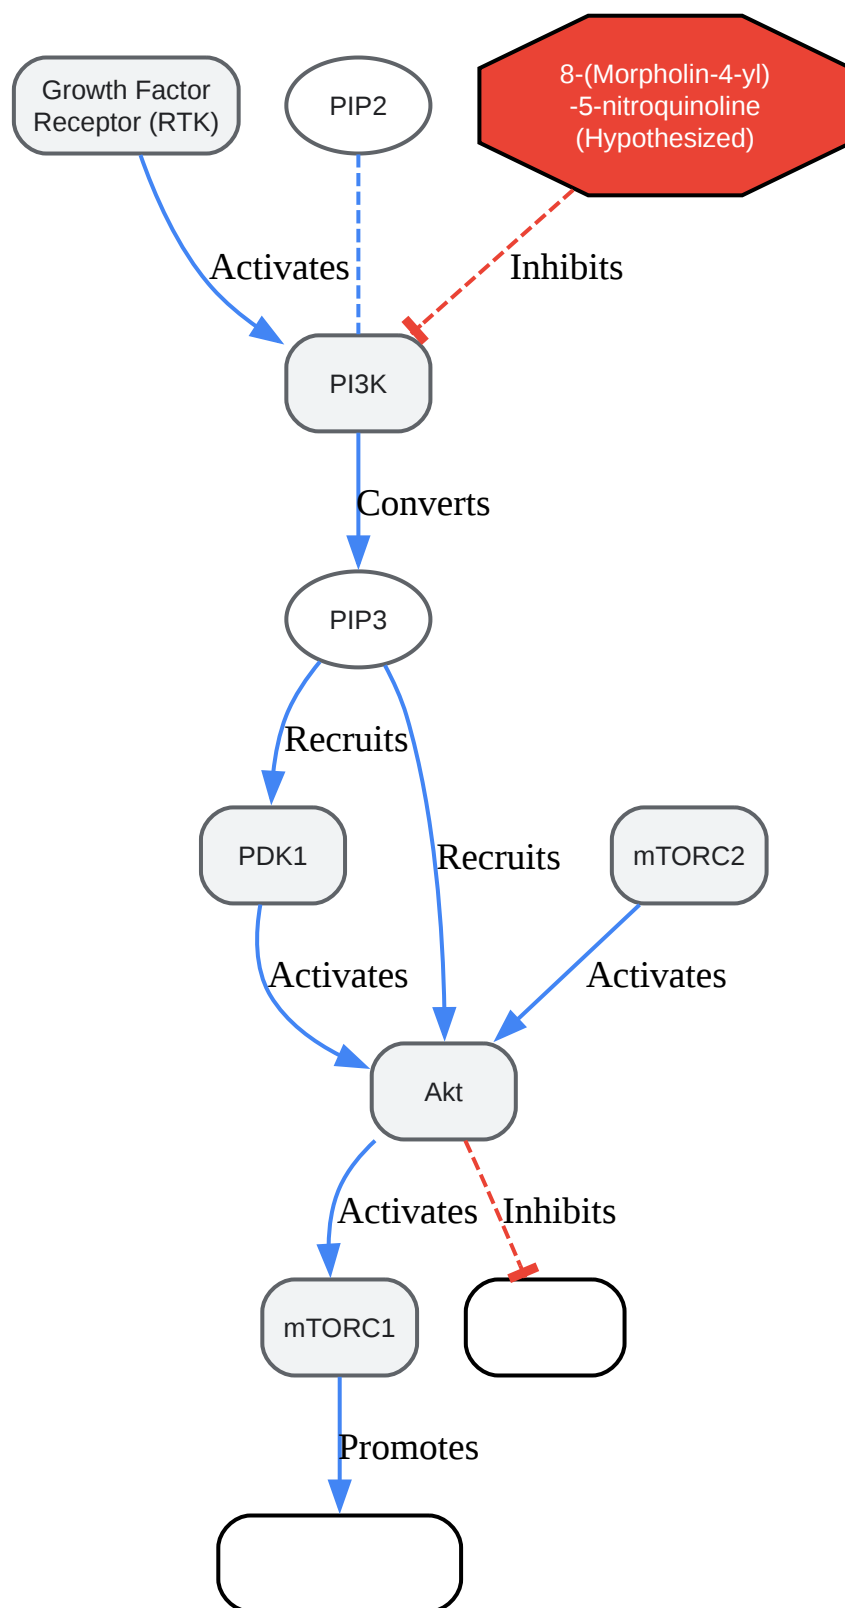 Growth Factor
Receptor (RTK)
PIP2
8-(Morpholin-4-yl)
-5-nitroquinoline
(Hypothesized)
Activates
Inhibits
PI3K
Converts
PIP3
Recruits
PDK1
Recruits
mTORC2
Activates
Activates
Akt
Activates
Inhibits
mTORC1
Promotes